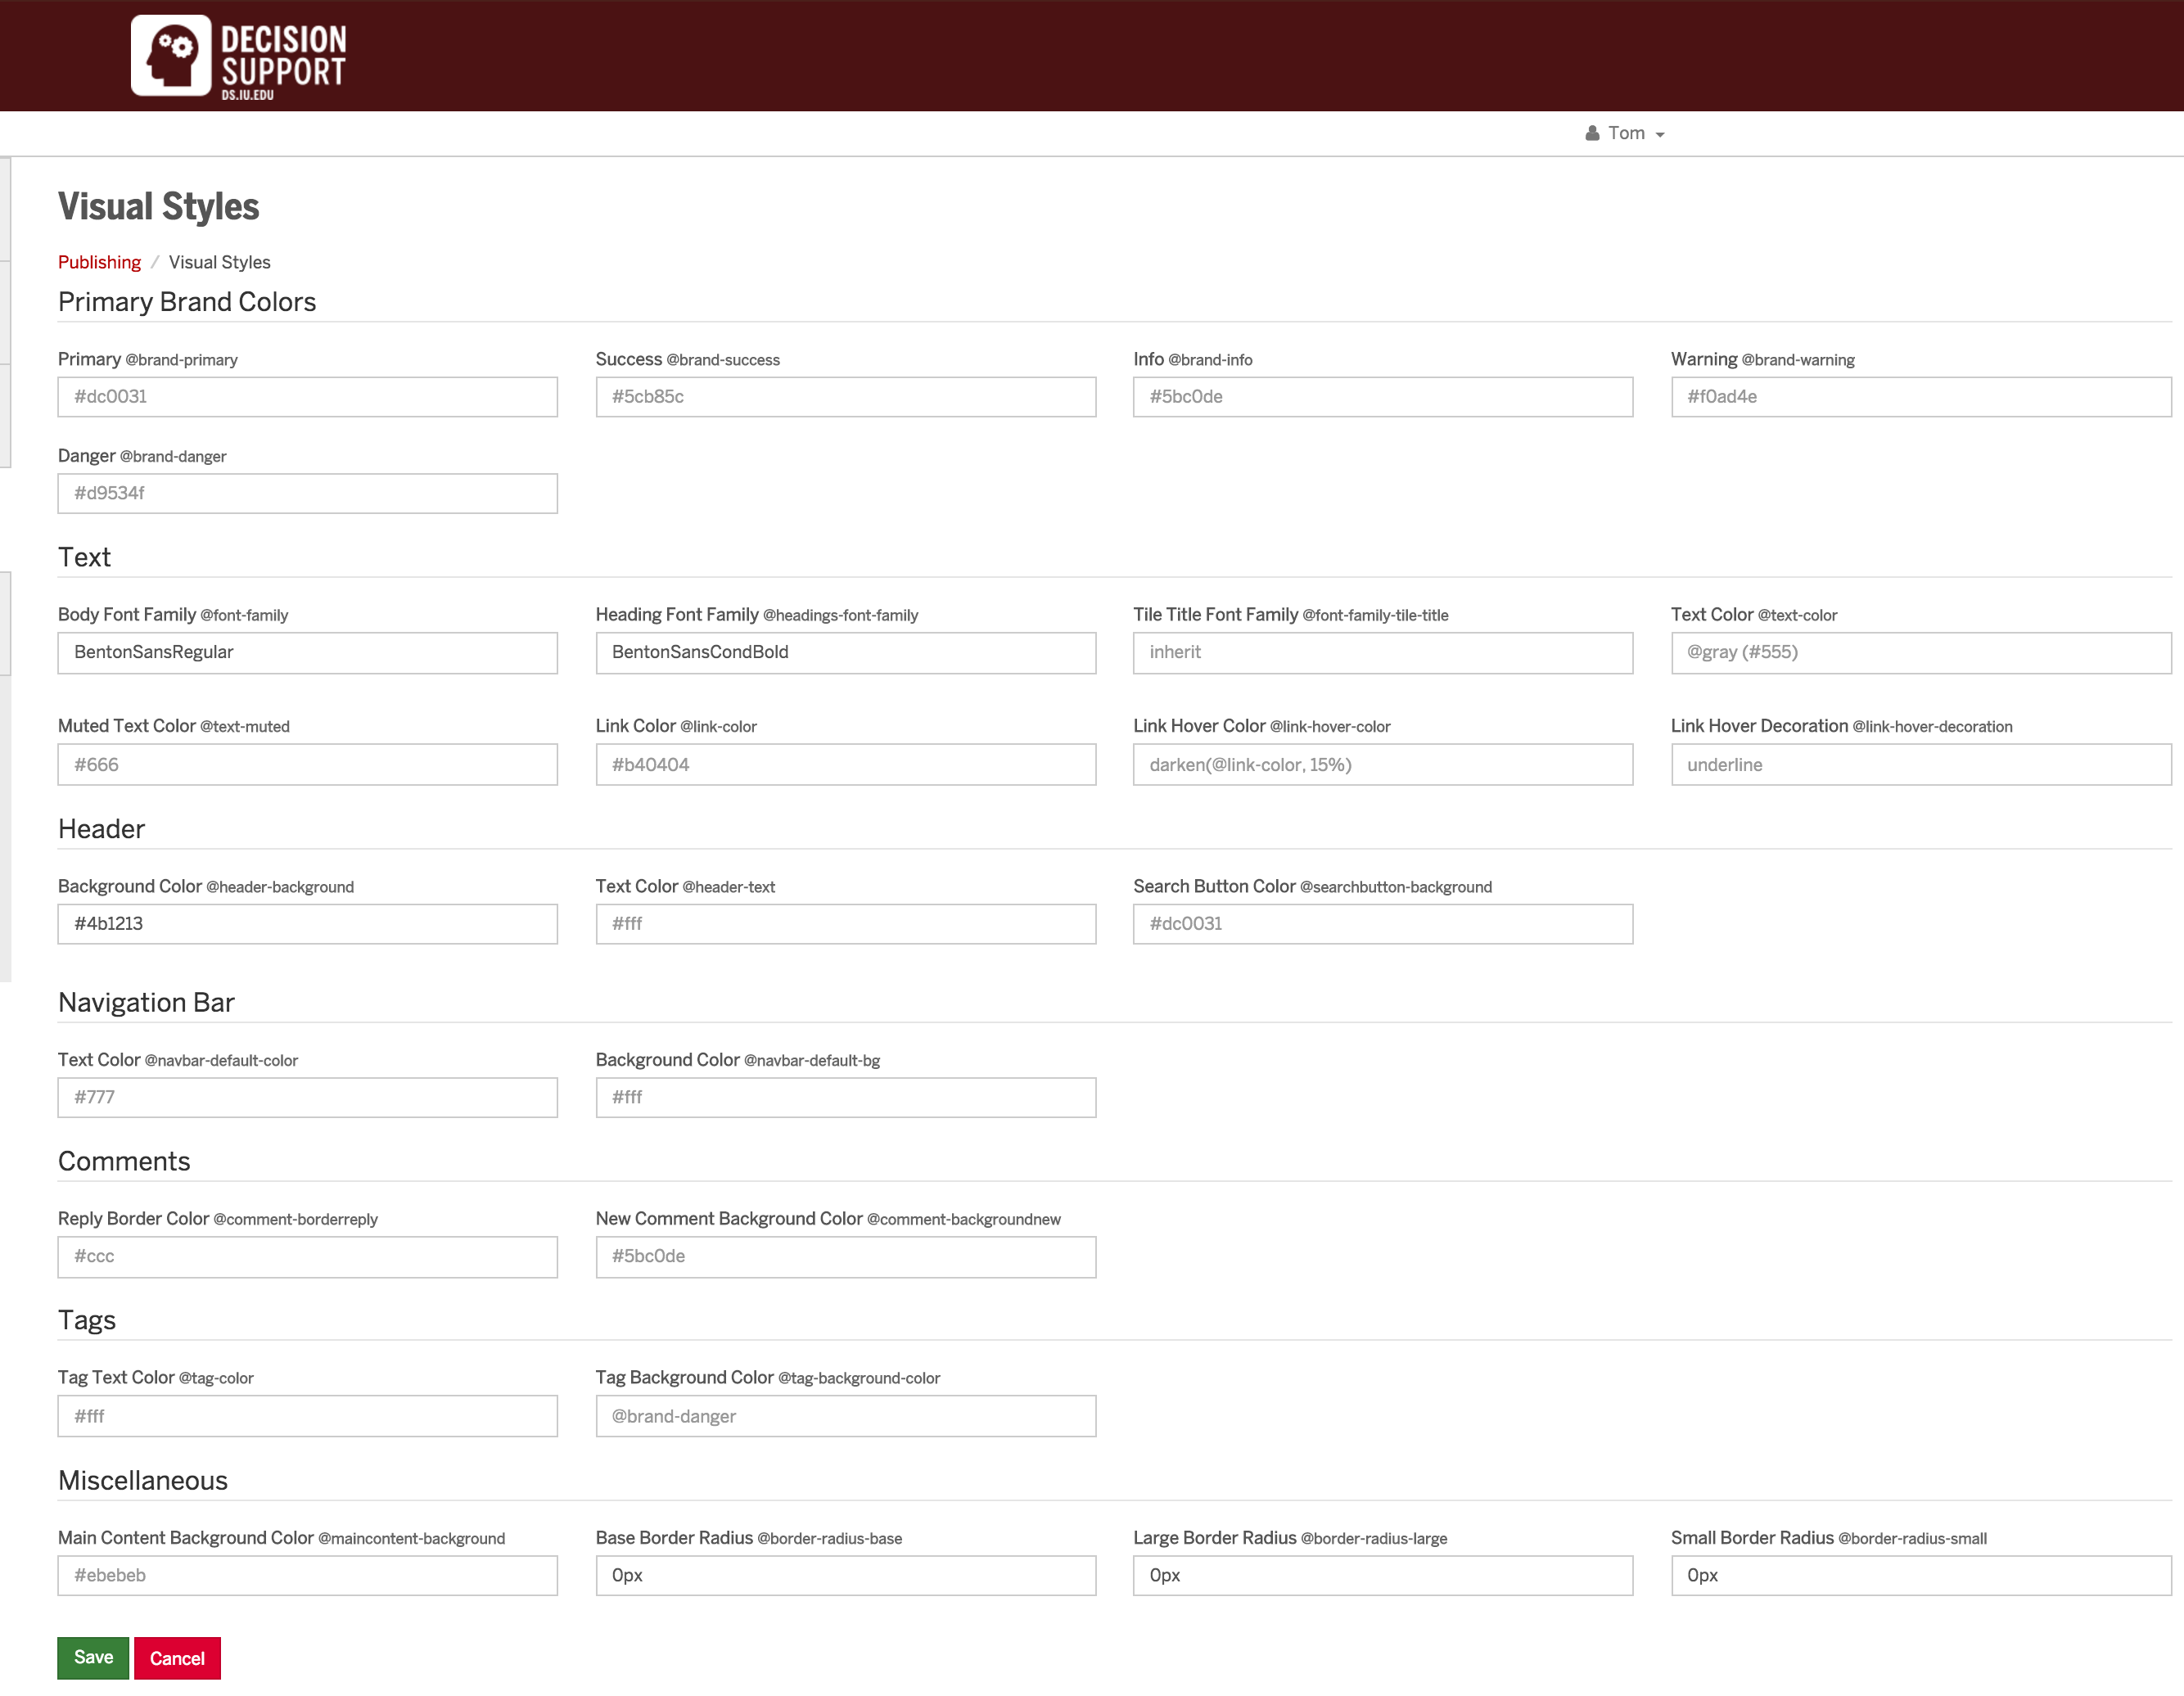 DECISION
SUPPORT
DS.IU.EDU
Tom
Visual Styles
Publishing / Visual Styles
Primary Brand Colors
Primary @brand-primary Success @brand-success Info @brand-info Warning @brand-warning
#dc0031 #5cb85c #5bc0de #f0ad4e
Danger @brand-danger
#d9534f
Text
Body Font Family @font-family Heading Font Family @headings-font-family Tile Title Font Family @font-family-tile-title Text Color @text-color
BentonSansRegular BentonSansCondBold inherit @gray (#555)
Muted Text Color @text-muted Link Color @link-color Link Hover Color @link-hover-color Link Hover Decoration @link-hover-decoration
#666 #b40404 darken(@link-color, 15%) underline
Header
Background Color @header-background Text Color @header-text Search Button Color @searchbutton-background
#4b1213 #fff #dc0031
Navigation Bar
Text Color @navbar-default-color Background Color @navbar-default-bg
#777 #fff
Comments
Reply Border Color @comment-borderreply New Comment Background Color @comment-backgroundnew
#ccc #5bc0de
Tags
Tag Text Color @tag-color Tag Background Color @tag-background-color
#fff @brand-danger
Miscellaneous
Main Content Background Color @maincontent-background Base Border Radius @border-radius-base Large Border Radius @border-radius-large Small Border Radius @border-radius-small
#ebebeb 0px 0px 0px
Save Cancel